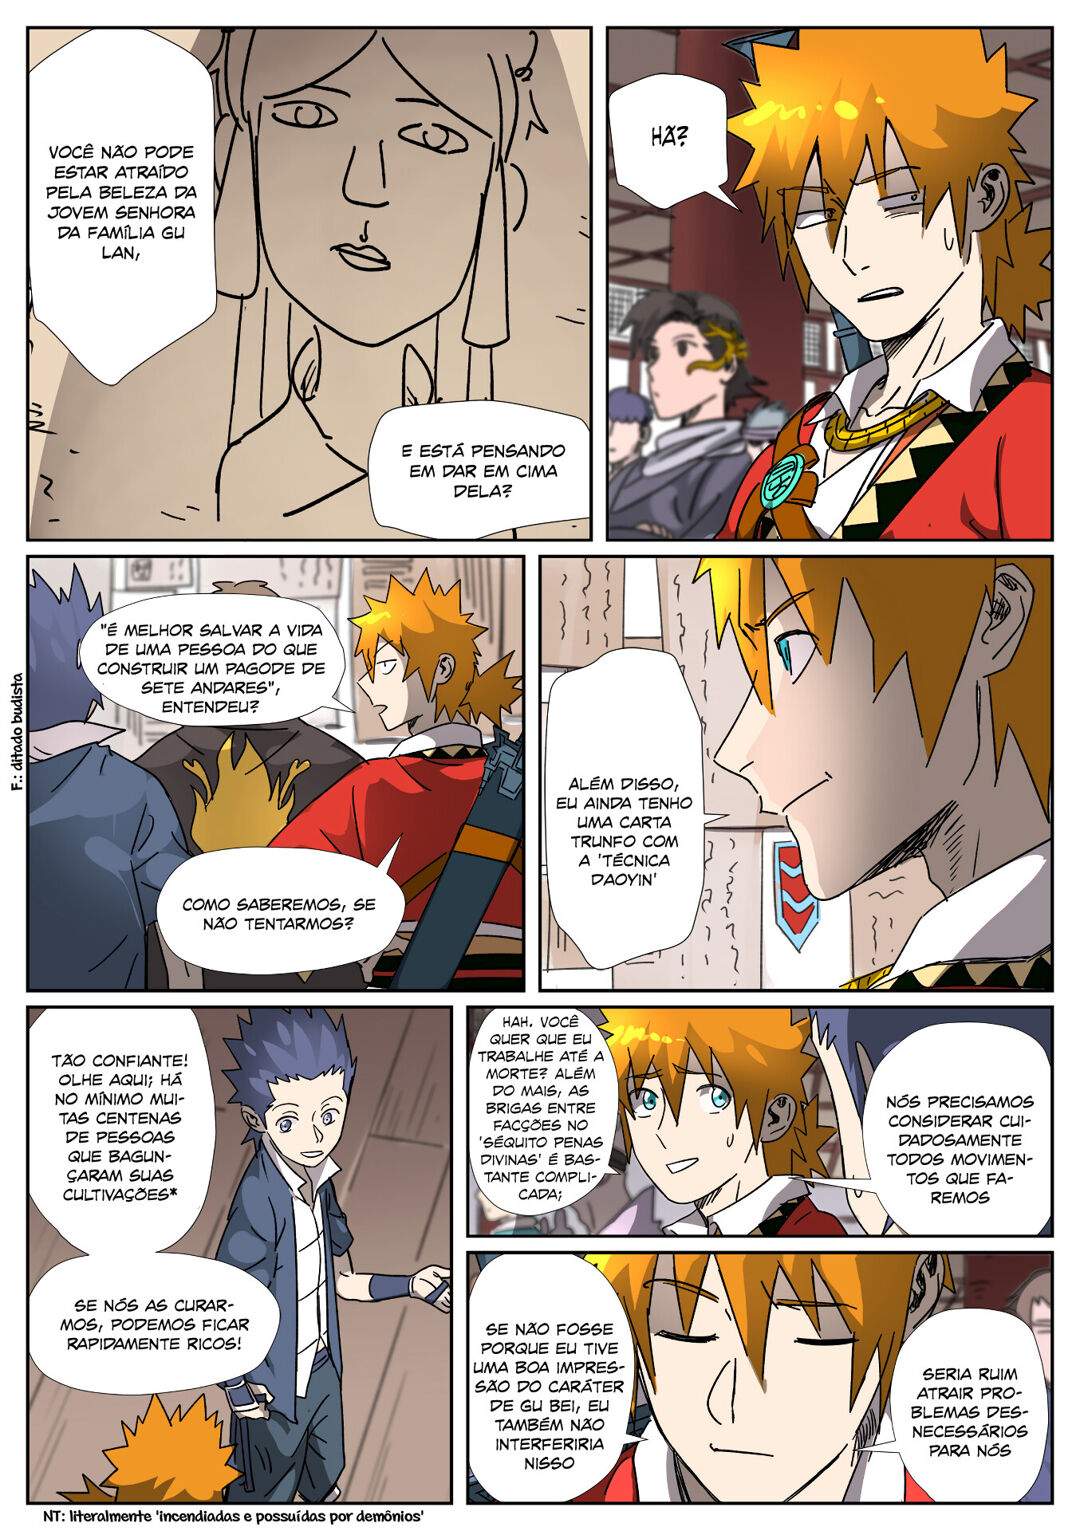 VOCÊ NÃO PODE
ESTAR ATRAÍDO
PELA BELEZA DA
JOVEM SENHORA
DA FAMÍLIA GU
LAN,
E ESTÁ PENSANDO
EM DAR EM CIMA
DELA?
HÃ?
"É MELHOR SALVAR A VIDA
DE UMA PESSOA DO QUE
CONSTRUIR UM PAGODE DE
SETE ANDARES",
ENTENDEU?
F.: ditado budista
COMO SABEREMOS, SE
NÃO TENTARMOS?
ALÉM DISSO,
EU AINDA TENHO
UMA CARTA
TRUNFO COM
A 'TÉCNICA
DAOYIN'
TÃO CONFIANTE!
OLHE AQUI; HÁ
NO MÍNIMO MUI-
TAS CENTENAS
DE PESSOAS
QUE BAGUN-
ÇARAM SUAS
CULTIVAÇÕES*
SE NÓS AS CURAR-
MOS, PODEMOS FICAR
RAPIDAMENTE RICOS!
HAH. VOCÊ
QUER QUE EU
TRABALHE ATÉ A
MORTE? ALÉM
DO MAIS, AS
BRIGAS ENTRE
FACÇÕES NO
'SÉQUITO PENAS
DIVINAS' É BAS-
TANTE COMPLI-
CADA;
NÓS PRECISAMOS
CONSIDERAR CUI-
DADOSAMENTE
TODOS MOVIMEN-
TOS QUE FA-
REMOS
SE NÃO FOSSE
PORQUE EU TIVE
UMA BOA IMPRES-
SÃO DO CARÁTER
DE GU BEI, EU
TAMBÉM NÃO
INTERFERIRIA
NISSO
SERIA RUIM
ATRAIR PRO-
BLEMAS DES-
NECESSÁRIOS
PARA NÓS
NT: literalmente 'incendiadas e possuídas por demônios'